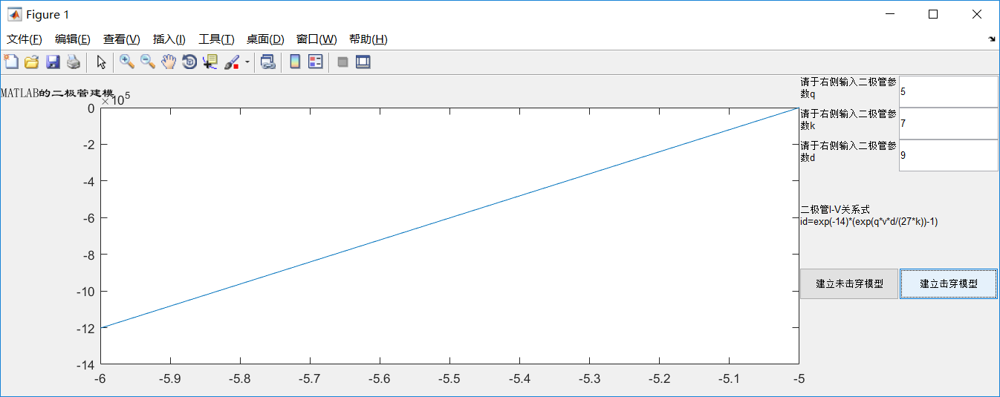 Figure 1
文件(F) 编辑(E) 查看(V) 插入(I) 工具(T) 桌面(D) 窗口(W) 帮助(H)
MATLAB的二极管建模
×10⁵
0
-2
-4
-6
-8
-10
-12
-14
-6 -5.9 -5.8 -5.7 -5.6 -5.5 -5.4 -5.3 -5.2 -5.1 -5
请于右侧输入二极管参
数q
5
请于右侧输入二极管参
数k
7
请于右侧输入二极管参
数d
9
二极管I-V关系式
id=exp(-14)*(exp(q*v*d/(27*k))-1)
建立未击穿模型 建立击穿模型